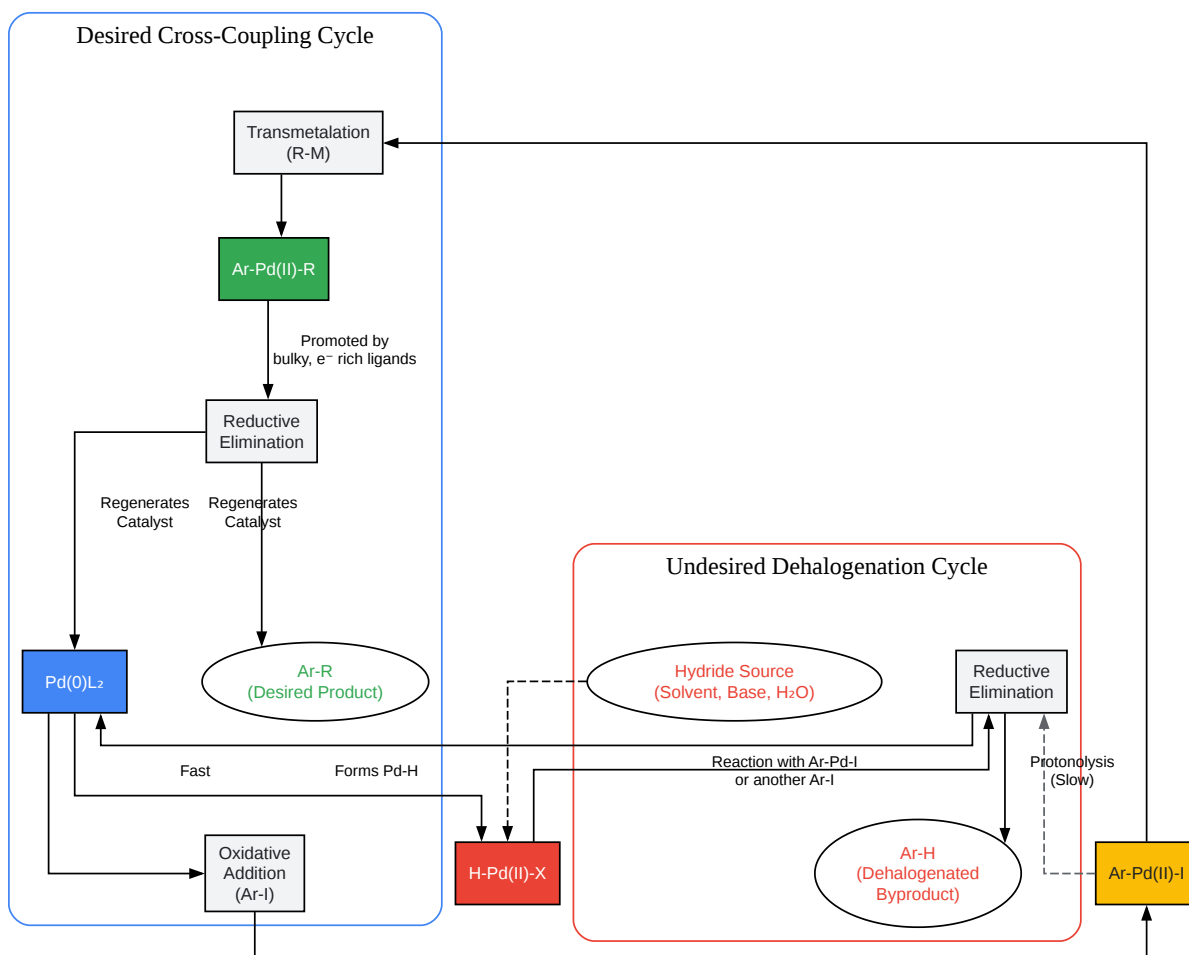 Desired Cross-Coupling Cycle
Transmetalation
(R-M)
Ar-Pd(II)-R
Promoted by
bulky, e⁻ rich ligands
Reductive
Elimination
Regenerates
Catalyst
Regenerates
Catalyst
Undesired Dehalogenation Cycle
Pd(0)L₂
Ar-R
(Desired Product)
Hydride Source
(Solvent, Base, H₂O)
Reductive
Elimination
Fast
Forms Pd-H
Reaction with Ar-Pd-I
or another Ar-I
Protonolysis
(Slow)
Oxidative
Addition
(Ar-I)
H-Pd(II)-X
Ar-H
(Dehalogenated
Byproduct)
Ar-Pd(II)-I